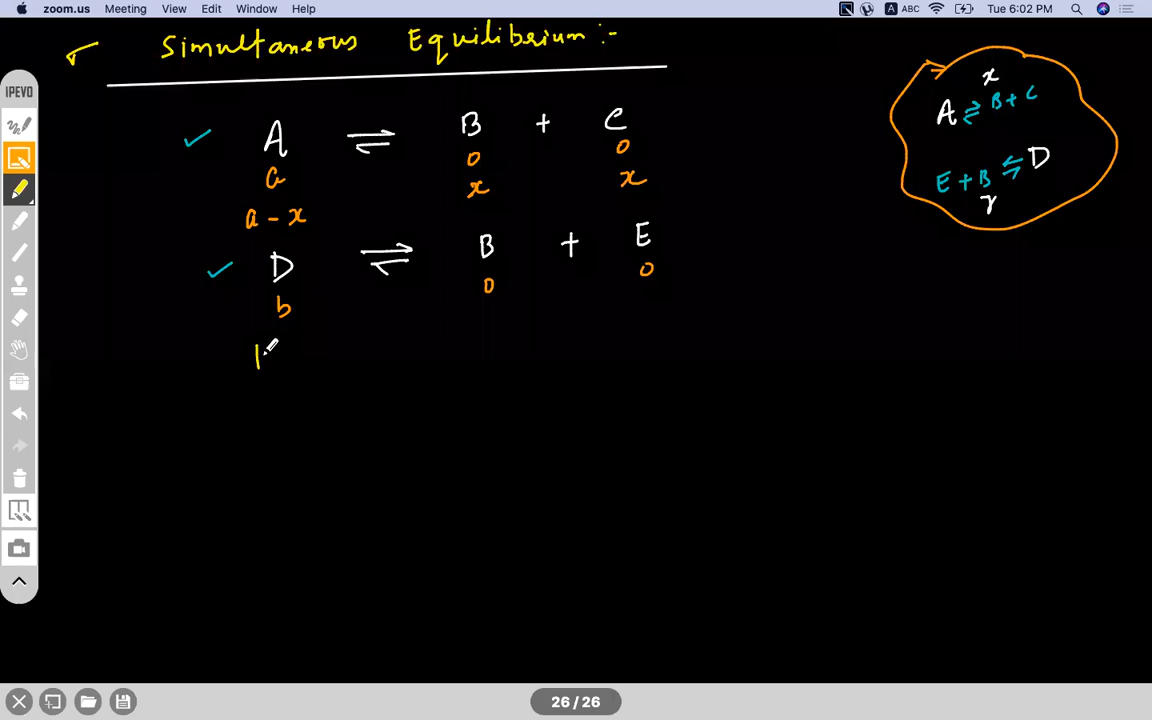 zoom.us Meeting View Edit Window Help ABC Tue 6:02 PM
Simultaneous Equilibrium :-
IPEVO
A ⇌ B + C
a 0 0
a - x x x
D ⇌ B + E
b 0 0
x
A ⇌ B + C
E + B ⇌ D
y
26 / 26